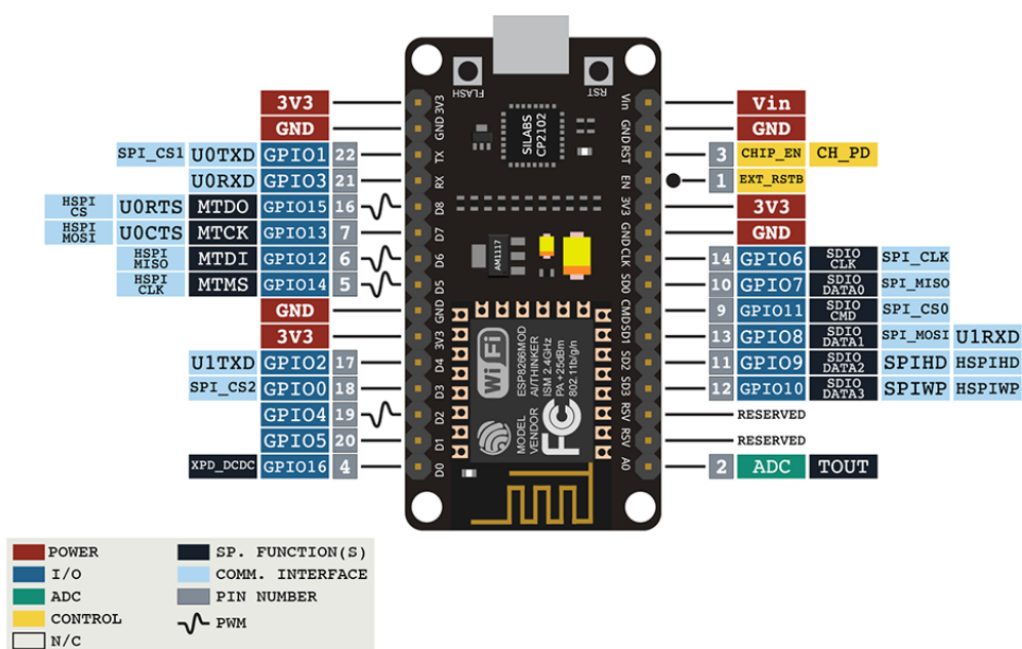 FLASH
RST
SILABS
CP2102
3V3 3V3 Vin Vin
GND GND GND GND
SPI_CS1 U0TXD GPIO1 22 TX RST 3 CHIP_EN CH_PD
U0RXD GPIO3 21 RX EN 1 EXT_RSTB
HSPI CS U0RTS MTDO GPIO15 16 D8 3V3 3V3
HSPI MOSI U0CTS MTCK GPIO13 7 D7 GND GND
HSPI MISO MTDI GPIO12 6 D6 AM1117 CLK 14 GPIO6 SDIO CLK SPI_CLK
HSPI CLK MTMS GPIO14 5 D5 SD0 10 GPIO7 SDIO DATA0 SPI_MISO
GND GND CMD 9 GPIO11 SDIO CMD SPI_CS0
3V3 3V3 SD1 13 GPIO8 SDIO DATA1 SPI_MOSI U1RXD
U1TXD GPIO2 17 D4 SD2 11 GPIO9 SDIO DATA2 SPIHD HSPIHD
SPI_CS2 GPIO0 18 D3 SD3 12 GPIO10 SDIO DATA3 SPIWP HSPIWP
GPIO4 19 D2 RSV RESERVED
GPIO5 20 D1 RSV RESERVED
XPD_DCDC GPIO16 4 D0 A0 2 ADC TOUT
Wi Fi
MODEL ESP8266MOD
VENDOR AI/THINKER
ISM 2.4GHz
PA +25dBm
802.11b/g/n
FC
POWER
I/O
ADC
CONTROL
N/C
SP. FUNCTION(S)
COMM. INTERFACE
PIN NUMBER
PWM